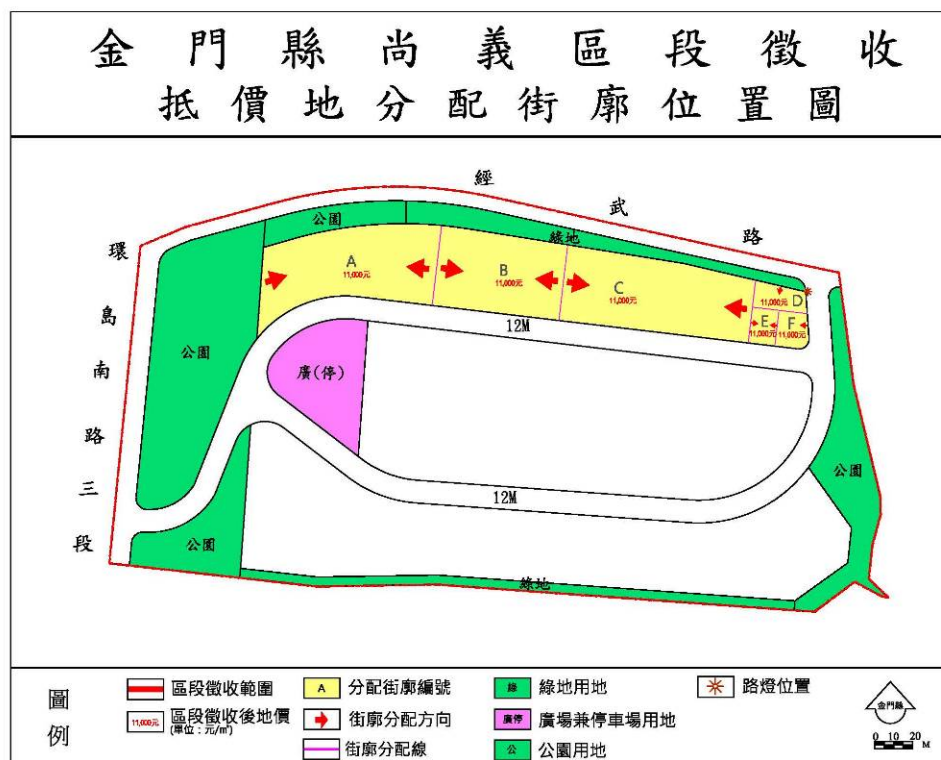 金門縣尚義區段徵收
抵價地分配街廓位置圖
經武路
環島南路三段
公園
綠地
A
11,000元
B
11,000元
C
11,000元
D
11,000元
E
11,000元
F
11,000元
12M
公園
廣(停)
12M
公園
公園
綠地
圖例
區段徵收範圍
11,000元
區段徵收後地價
(單位：元/㎡)
A
分配街廓編號
街廓分配方向
街廓分配線
綠
綠地用地
廣停
廣場兼停車場用地
公
公園用地
路燈位置
金門縣
0 10 20
M